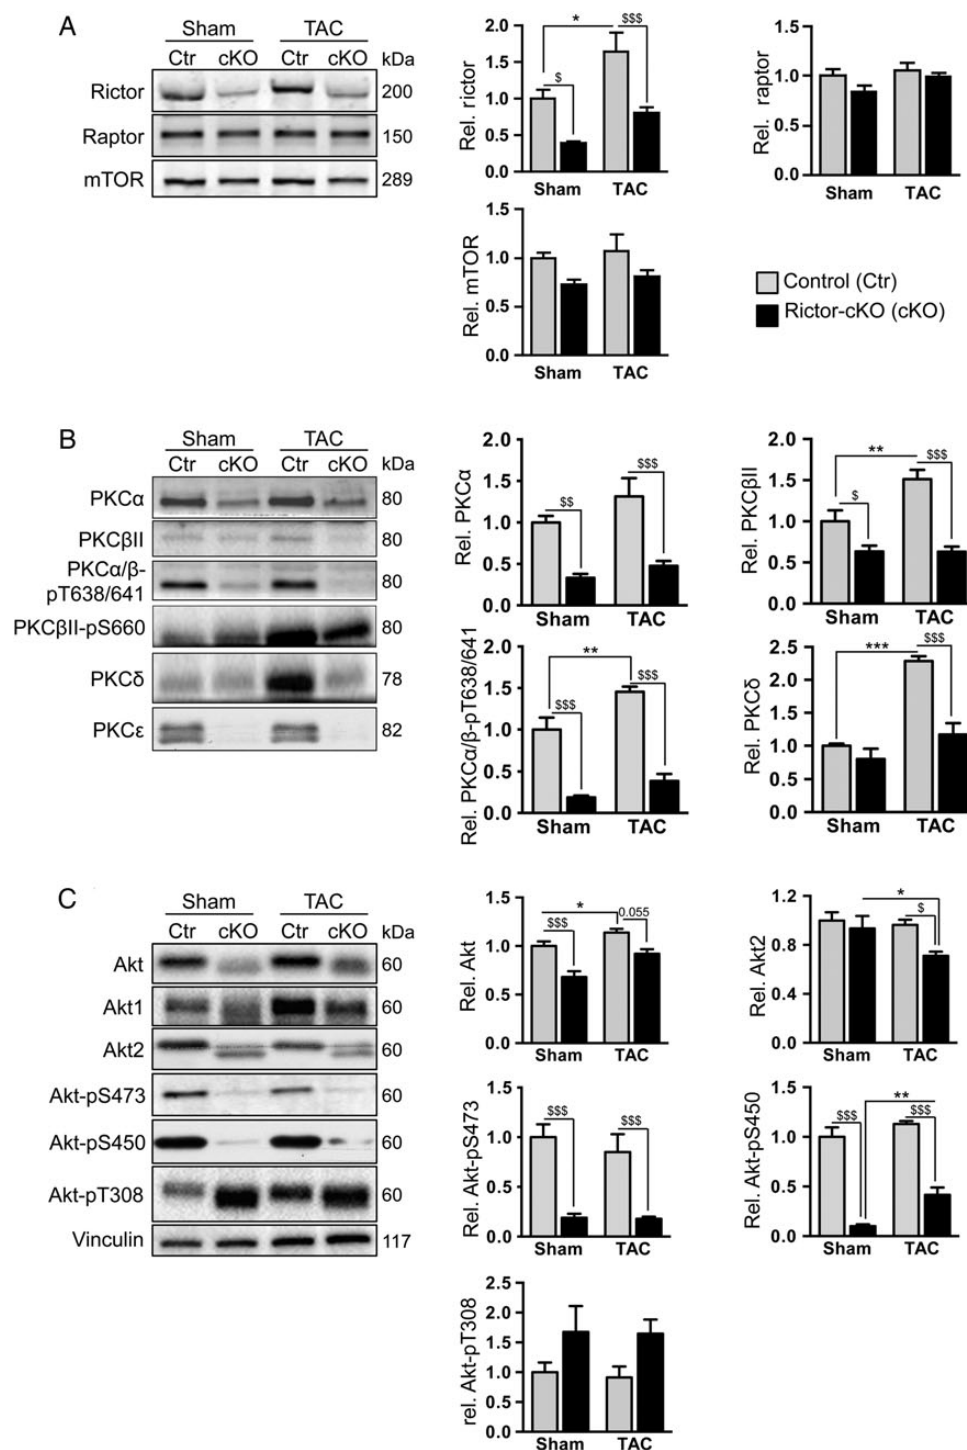 A
Sham TAC
Ctr cKO Ctr cKO kDa
Rictor 200
Raptor 150
mTOR 289
Rel. rictor
2.0
1.5
1.0
0.5
0.0
* $$$
$
Sham TAC
Rel. raptor
1.5
1.0
0.5
0.0
Sham TAC
Rel. mTOR
1.5
1.0
0.5
0.0
Sham TAC
Control (Ctr)
Rictor-cKO (cKO)
B
Sham TAC
Ctr cKO Ctr cKO kDa
PKCα 80
PKCβII 80
PKCα/β-
pT638/641 80
PKCβII-pS660 80
PKCδ 78
PKCε 82
Rel. PKCα
2.0
1.5
1.0
0.5
0.0
$$ $$$
Sham TAC
Rel. PKCβII
2.0
1.5
1.0
0.5
0.0
** $$$
$
Sham TAC
Rel. PKCα/β-pT638/641
2.0
1.5
1.0
0.5
0.0
** $$$
$$$
Sham TAC
Rel. PKCδ
2.5
2.0
1.5
1.0
0.5
0.0
*** $$$
Sham TAC
C
Sham TAC
Ctr cKO Ctr cKO kDa
Akt 60
Akt1 60
Akt2 60
Akt-pS473 60
Akt-pS450 60
Akt-pT308 60
Vinculin 117
Rel. Akt
1.5
1.0
0.5
0.0
* 0.055
$$$
Sham TAC
Rel. Akt2
1.2
0.8
0.4
0.0
*
$
Sham TAC
Rel. Akt-pS473
1.5
1.0
0.5
0.0
$$$ $$$
Sham TAC
Rel. Akt-pS450
1.5
1.0
0.5
0.0
**
$$$ $$$
Sham TAC
rel. Akt-pT308
2.5
2.0
1.5
1.0
0.5
0.0
Sham TAC